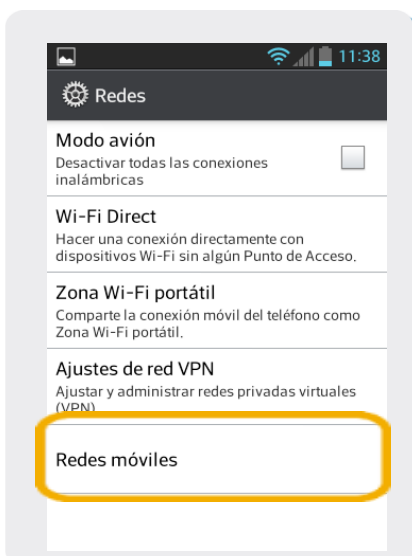 11:38
Redes
Modo avión
Desactivar todas las conexiones
inalámbricas
Wi-Fi Direct
Hacer una conexión directamente con
dispositivos Wi-Fi sin algún Punto de Acceso.
Zona Wi-Fi portátil
Comparte la conexión móvil del teléfono como
Zona Wi-Fi portátil.
Ajustes de red VPN
Ajustar y administrar redes privadas virtuales
(VPN)
Redes móviles